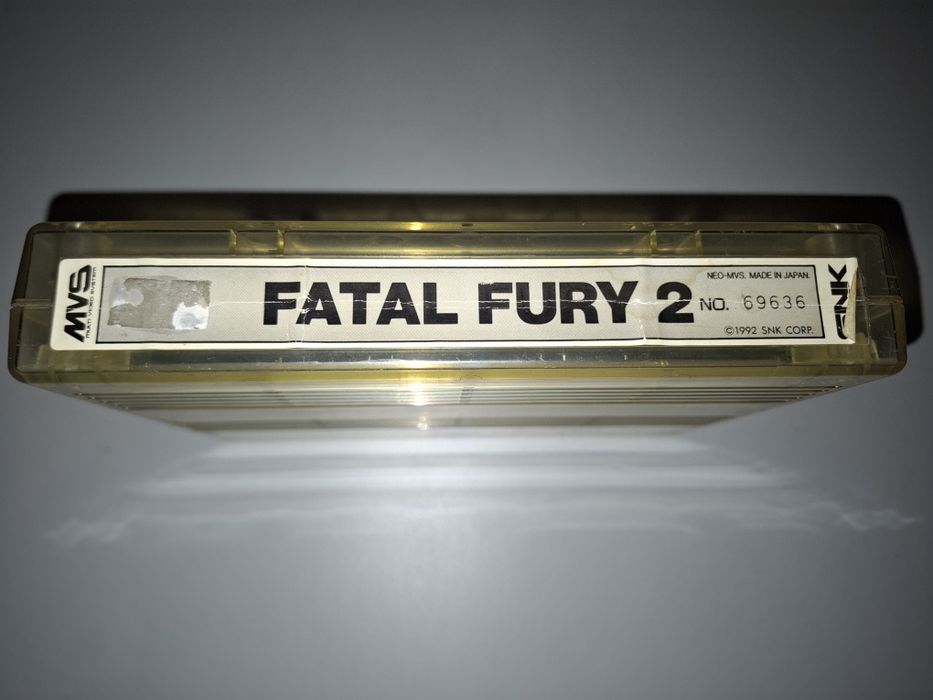 MVS
MULTI VIDEO SYSTEM
FATAL FURY 2
NEO-MVS. MADE IN JAPAN.
NO. 69636
©1992 SNK CORP.
SNK